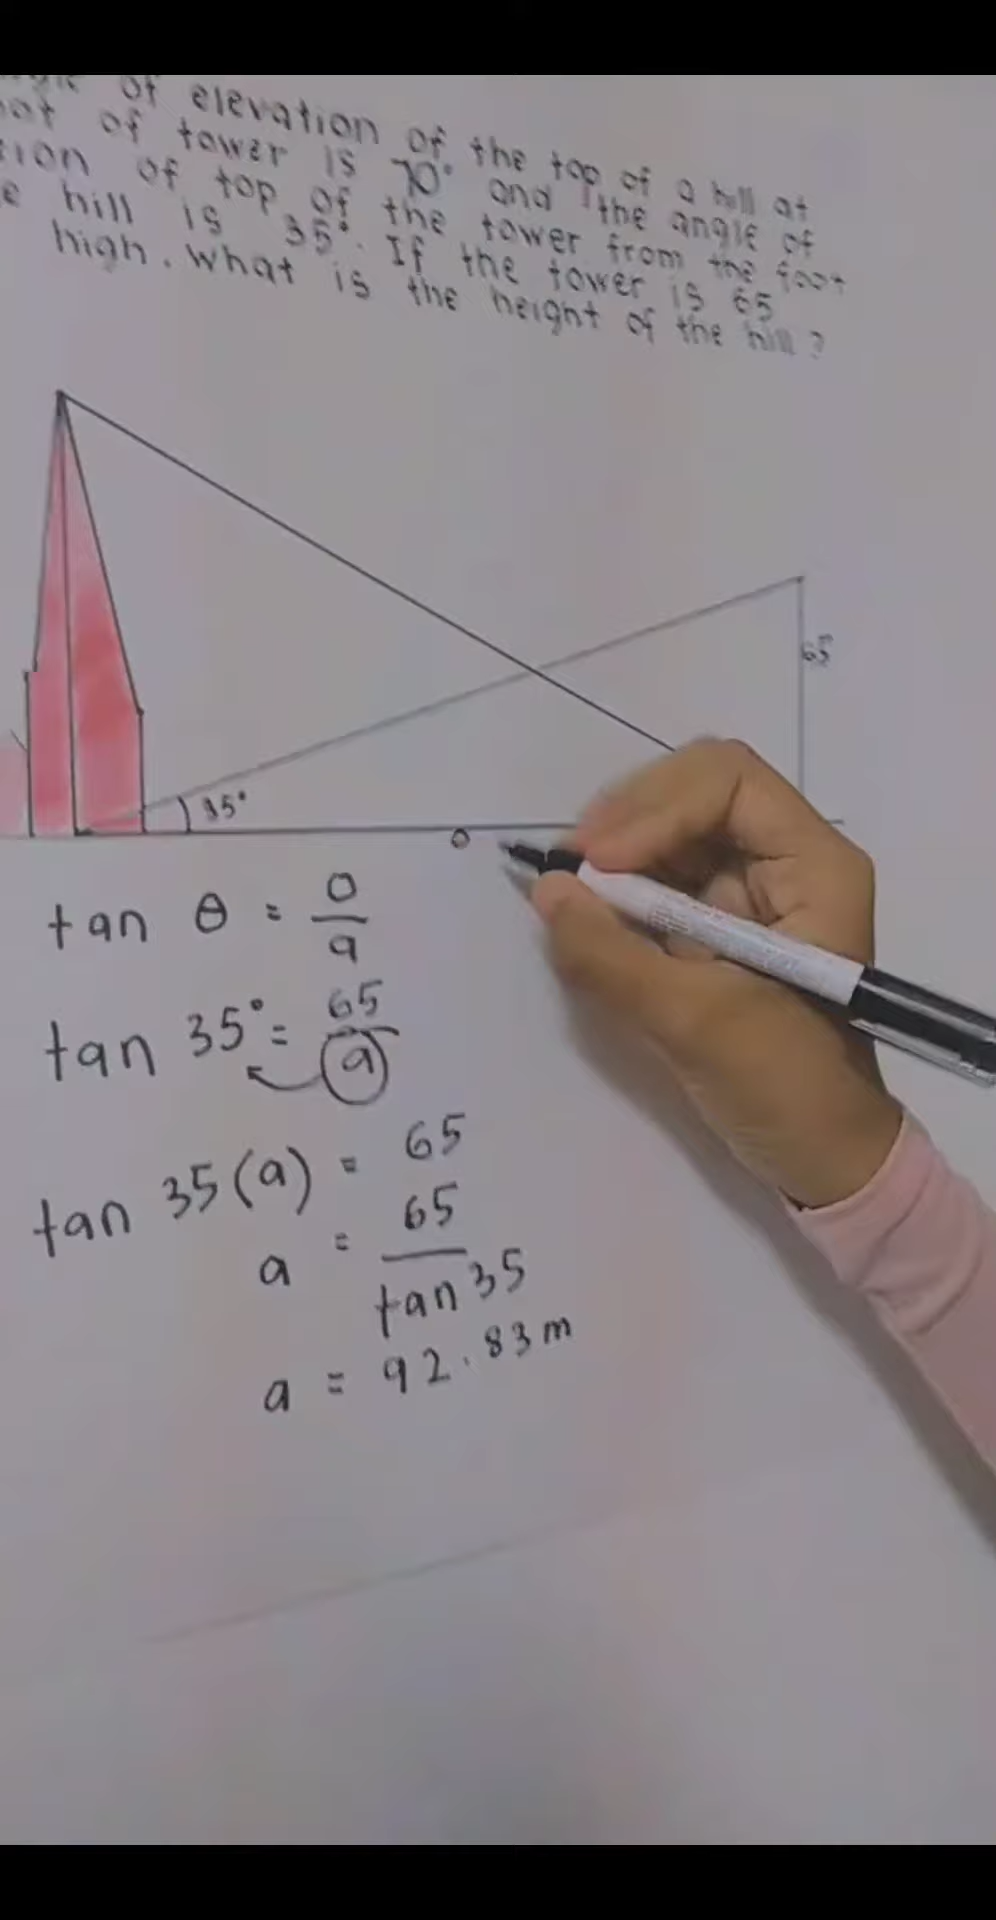 of elevation of the top of a hill at
of tower is 70° and the angle of
of top of the tower from the foot
hill is 35°. If the tower is 65
high. What is the height of the hill?
65
35°
a
tan θ = o/a
tan 35° = 65/a
tan 35(a) = 65
a = 65/tan 35
a = 92.83 m